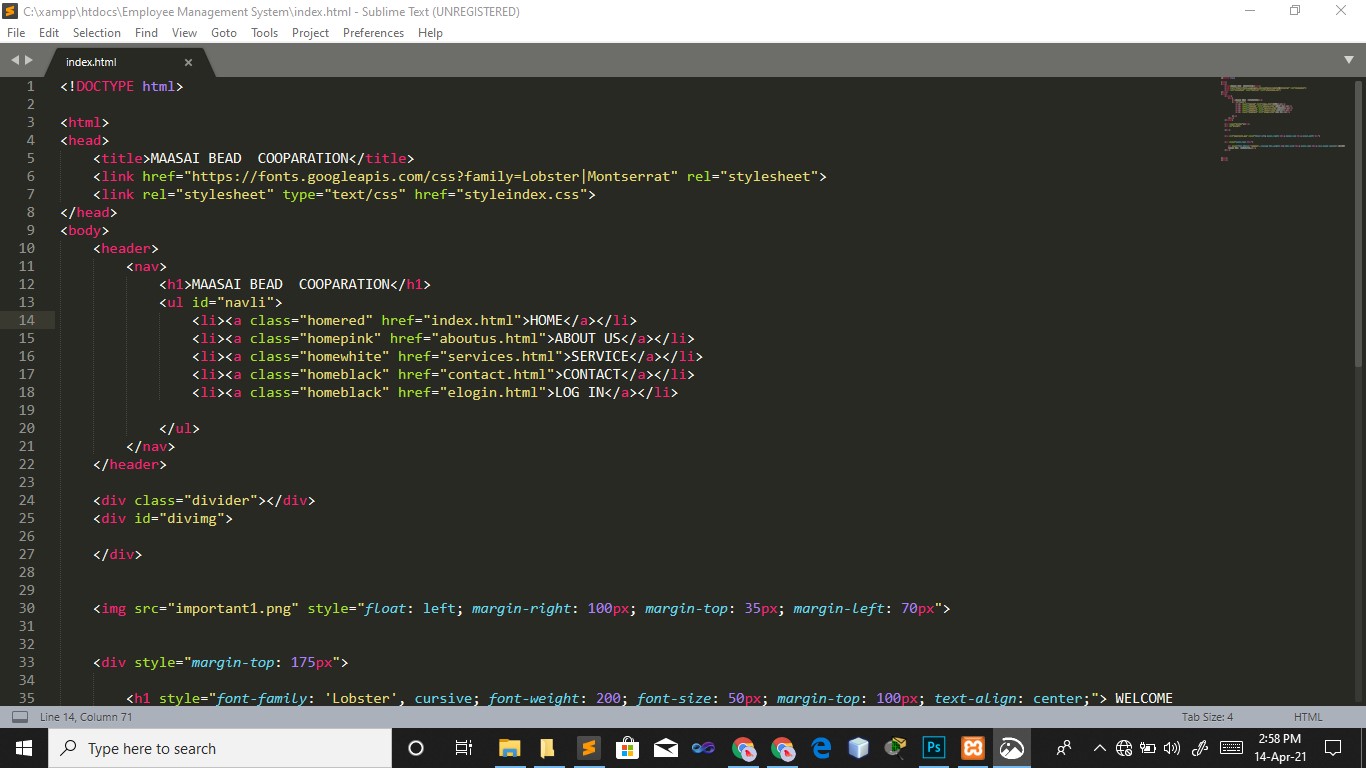 C:\xampp\htdocs\Employee Management System\index.html - Sublime Text (UNREGISTERED)
File Edit Selection Find View Goto Tools Project Preferences Help
index.html
1 <!DOCTYPE html>
2
3 <html>
4 <head>
5 <title>MAASAI BEAD  COOPARATION</title>
6 <link href="https://fonts.googleapis.com/css?family=Lobster|Montserrat" rel="stylesheet">
7 <link rel="stylesheet" type="text/css" href="styleindex.css">
8 </head>
9 <body>
10 <header>
11 <nav>
12 <h1>MAASAI BEAD  COOPARATION</h1>
13 <ul id="navli">
14 <li><a class="homered" href="index.html">HOME</a></li>
15 <li><a class="homepink" href="aboutus.html">ABOUT US</a></li>
16 <li><a class="homewhite" href="services.html">SERVICE</a></li>
17 <li><a class="homeblack" href="contact.html">CONTACT</a></li>
18 <li><a class="homeblack" href="elogin.html">LOG IN</a></li>
19
20 </ul>
21 </nav>
22 </header>
23
24 <div class="divider"></div>
25 <div id="divimg">
26
27 </div>
28
29
30 <img src="important1.png" style="float: left; margin-right: 100px; margin-top: 35px; margin-left: 70px">
31
32
33 <div style="margin-top: 175px">
34
35 <h1 style="font-family: 'Lobster', cursive; font-weight: 200; font-size: 50px; margin-top: 100px; text-align: center;"> WELCOME
Line 14, Column 71 Tab Size: 4 HTML
Type here to search
Ps
2:58 PM
14-Apr-21